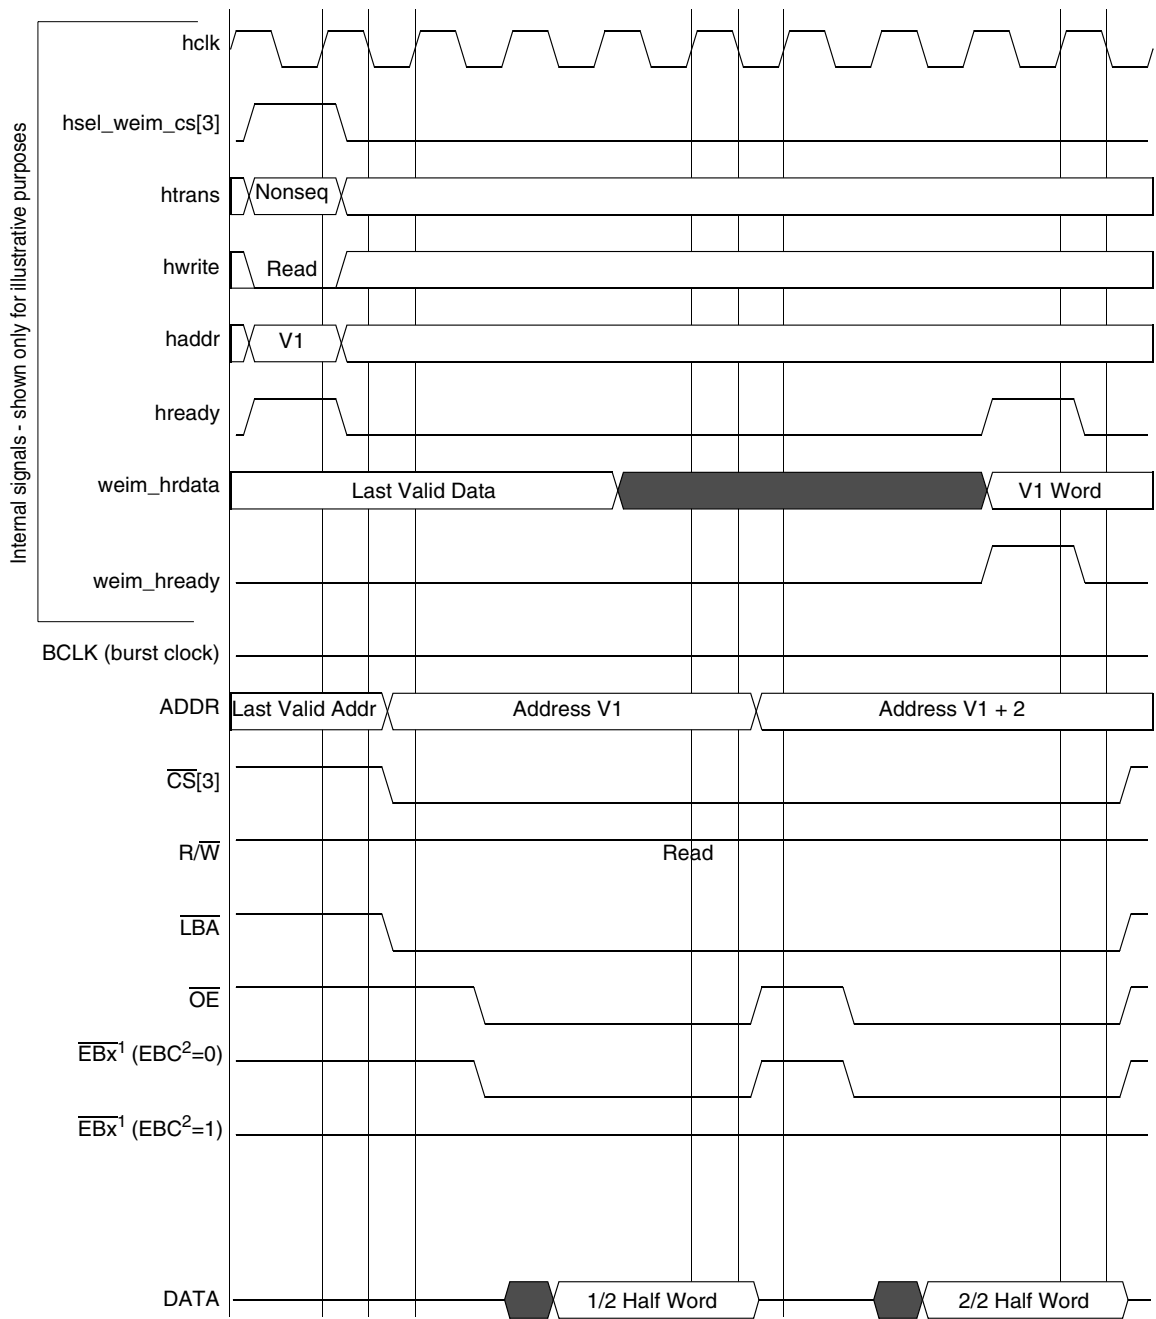 Internal signals - shown only for illustrative purposes
hclk
hsel_weim_cs[3]
htrans Nonseq
hwrite Read
haddr V1
hready
weim_hrdata Last Valid Data V1 Word
weim_hready
BCLK (burst clock)
ADDR Last Valid Addr Address V1 Address V1 + 2
CS[3]
R/W Read
LBA
OE
EBx1 (EBC2=0)
EBx1 (EBC2=1)
DATA 1/2 Half Word 2/2 Half Word